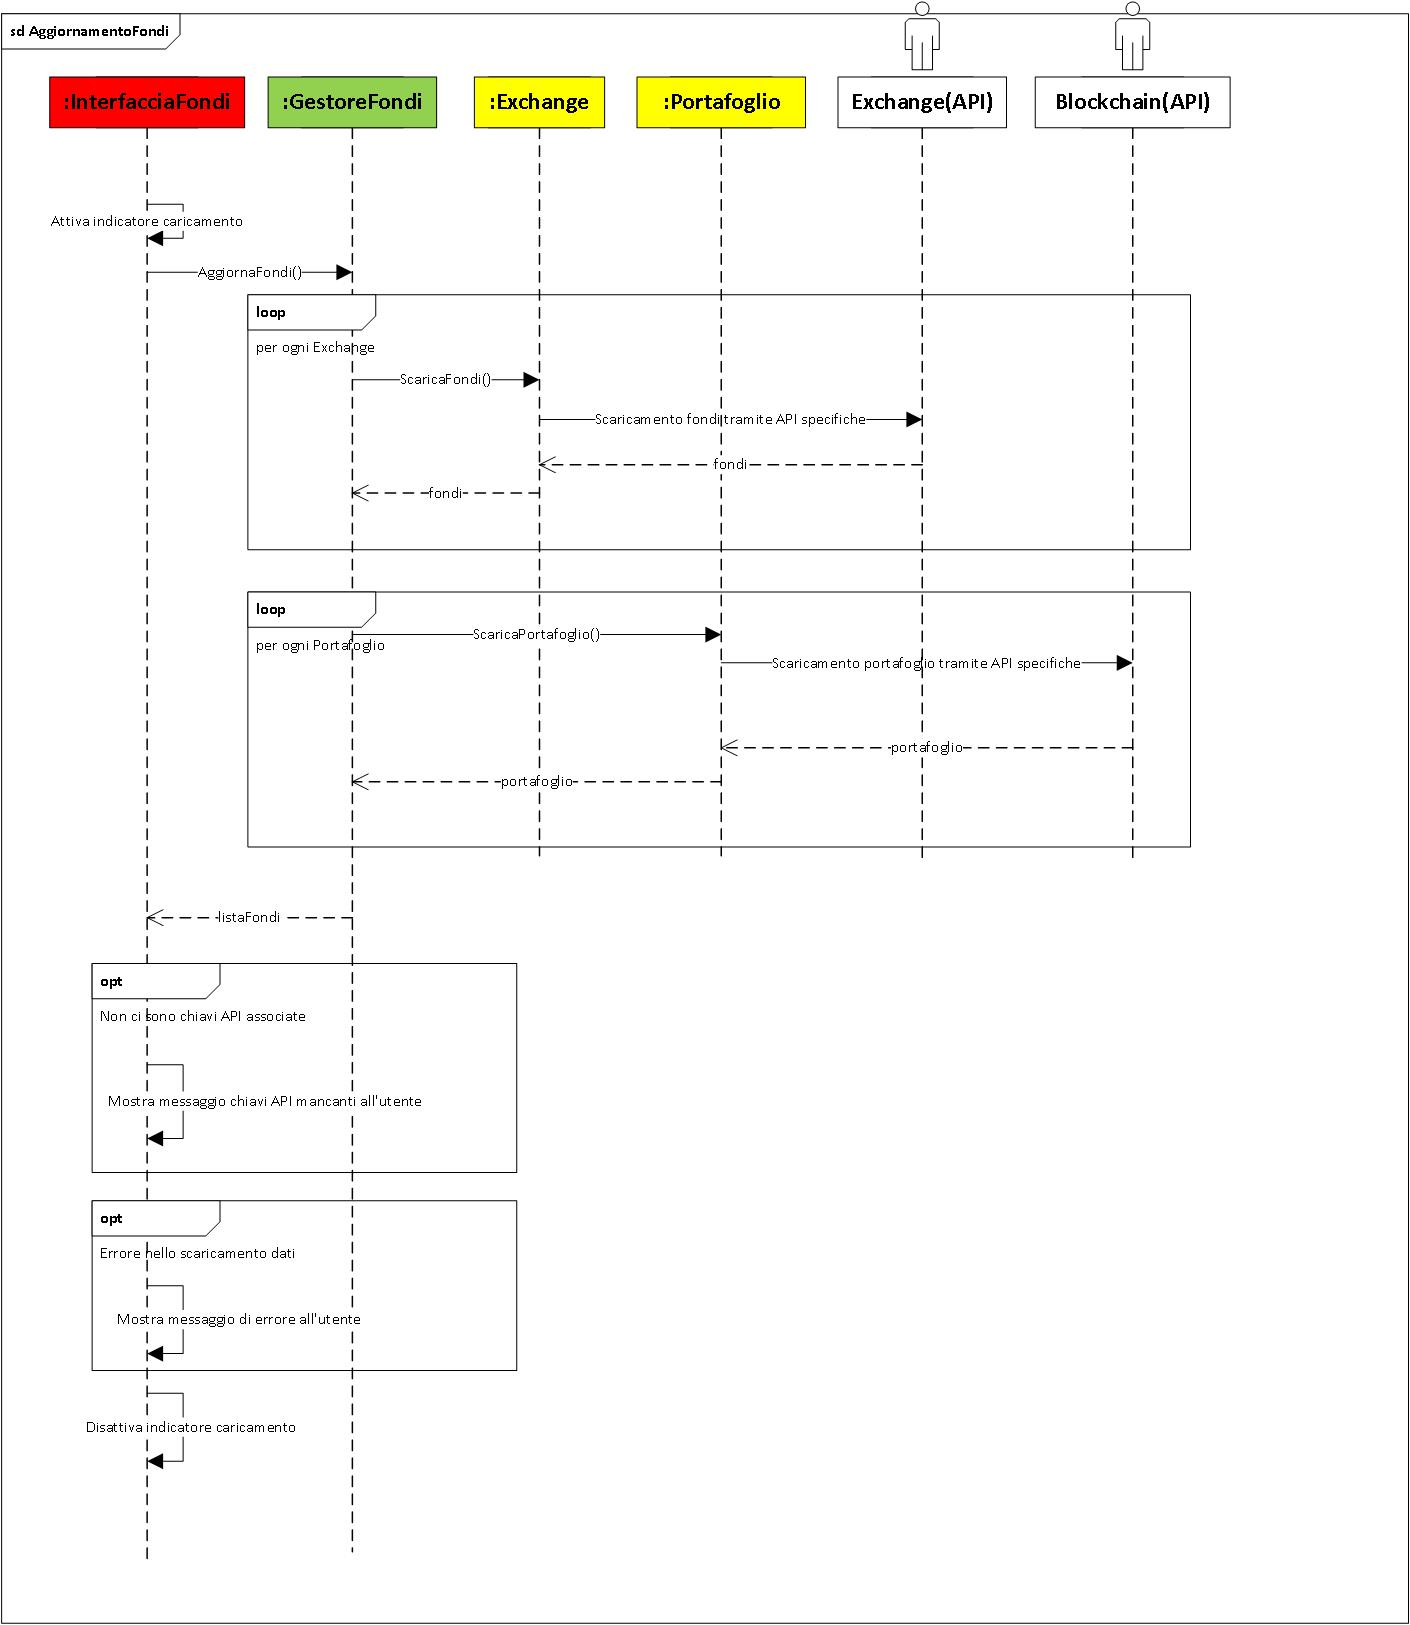 sd AggiornamentoFondi
:InterfacciaFondi
:GestoreFondi
:Exchange
:Portafoglio
Exchange(API)
Blockchain(API)
Attiva indicatore caricamento
AggiornaFondi()
loop
per ogni Exchange
ScaricaFondi()
Scaricamento fondi tramite API specifiche
fondi
fondi
loop
ScaricaPortafoglio()
per ogni Portafoglio
Scaricamento portafoglio tramite API specifiche
portafoglio
portafoglio
listaFondi
opt
Non ci sono chiavi API associate
Mostra messaggio chiavi API mancanti all'utente
opt
Errore nello scaricamento dati
Mostra messaggio di errore all'utente
Disattiva indicatore caricamento